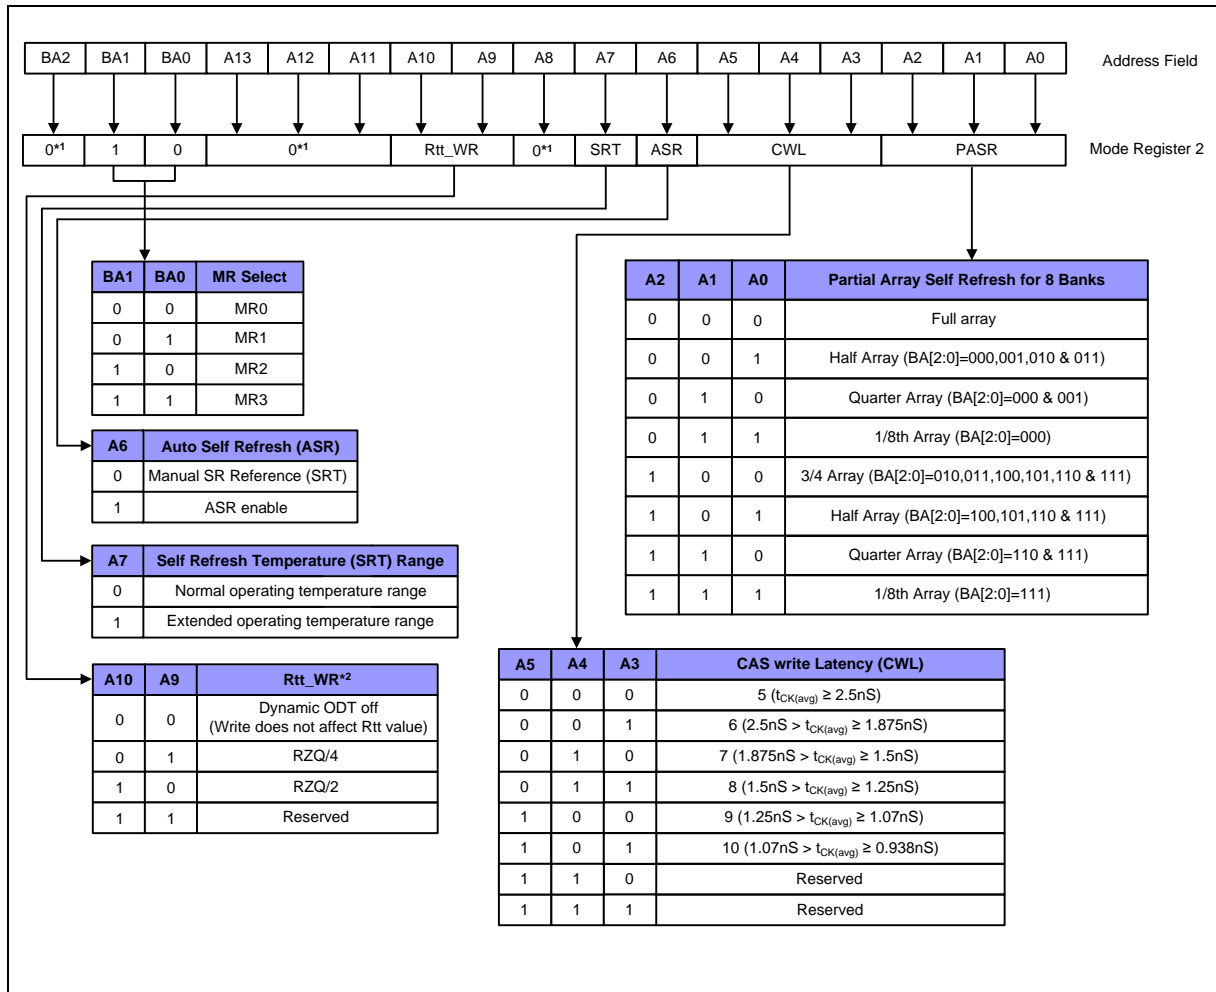 BA2 BA1 BA0 A13 A12 A11 A10 A9 A8 A7 A6 A5 A4 A3 A2 A1 A0 Address Field
0*1 1 0 0*1 Rtt_WR 0*1 SRT ASR CWL PASR Mode Register 2
BA1 BA0 MR Select
0 0 MR0
0 1 MR1
1 0 MR2
1 1 MR3
A6 Auto Self Refresh (ASR)
0 Manual SR Reference (SRT)
1 ASR enable
A7 Self Refresh Temperature (SRT) Range
0 Normal operating temperature range
1 Extended operating temperature range
A10 A9 Rtt_WR*2
0 0 Dynamic ODT off
(Write does not affect Rtt value)
0 1 RZQ/4
1 0 RZQ/2
1 1 Reserved
A2 A1 A0 Partial Array Self Refresh for 8 Banks
0 0 0 Full array
0 0 1 Half Array (BA[2:0]=000,001,010 & 011)
0 1 0 Quarter Array (BA[2:0]=000 & 001)
0 1 1 1/8th Array (BA[2:0]=000)
1 0 0 3/4 Array (BA[2:0]=010,011,100,101,110 & 111)
1 0 1 Half Array (BA[2:0]=100,101,110 & 111)
1 1 0 Quarter Array (BA[2:0]=110 & 111)
1 1 1 1/8th Array (BA[2:0]=111)
A5 A4 A3 CAS write Latency (CWL)
0 0 0 5 (tCK(avg) ≥ 2.5nS)
0 0 1 6 (2.5nS > tCK(avg) ≥ 1.875nS)
0 1 0 7 (1.875nS > tCK(avg) ≥ 1.5nS)
0 1 1 8 (1.5nS > tCK(avg) ≥ 1.25nS)
1 0 0 9 (1.25nS > tCK(avg) ≥ 1.07nS)
1 0 1 10 (1.07nS > tCK(avg) ≥ 0.938nS)
1 1 0 Reserved
1 1 1 Reserved